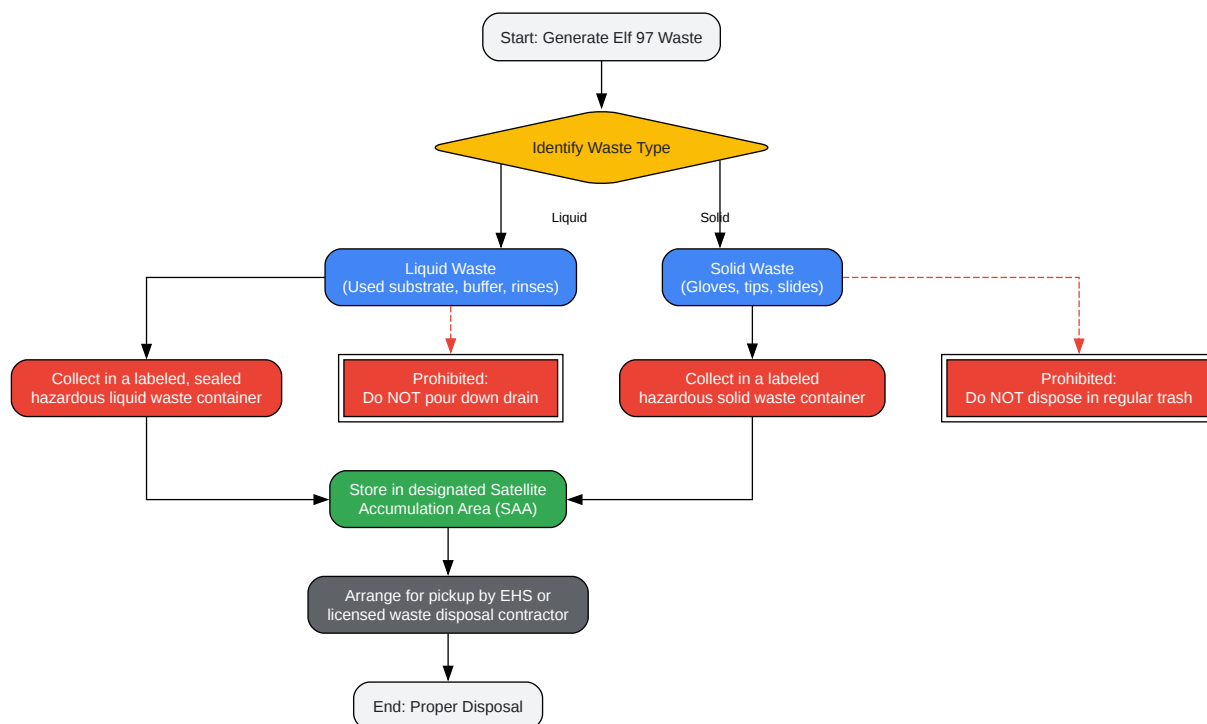 Start: Generate Elf 97 Waste
Identify Waste Type
Liquid
Solid
Liquid Waste
(Used substrate, buffer, rinses)
Solid Waste
(Gloves, tips, slides)
Collect in a labeled, sealed
hazardous liquid waste container
Prohibited:
Do NOT pour down drain
Collect in a labeled
hazardous solid waste container
Prohibited:
Do NOT dispose in regular trash
Store in designated Satellite
Accumulation Area (SAA)
Arrange for pickup by EHS or
licensed waste disposal contractor
End: Proper Disposal